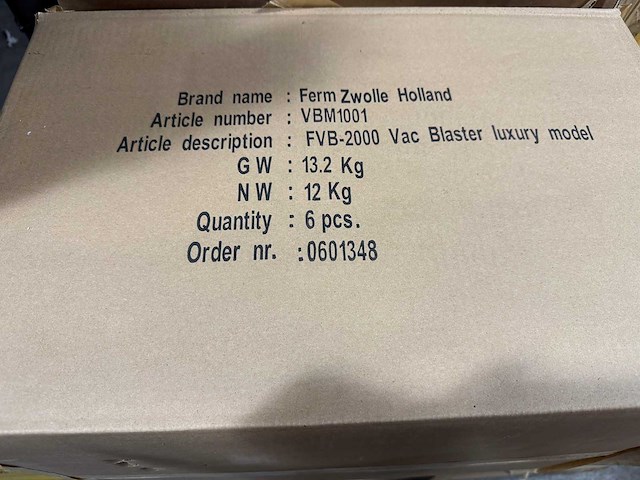 Brand name : Ferm Zwolle Holland
Article number : VBM1001
Article description : FVB-2000 Vac Blaster luxury model
G W : 13.2 Kg
N W : 12 Kg
Quantity : 6 pcs.
Order nr. :0601348